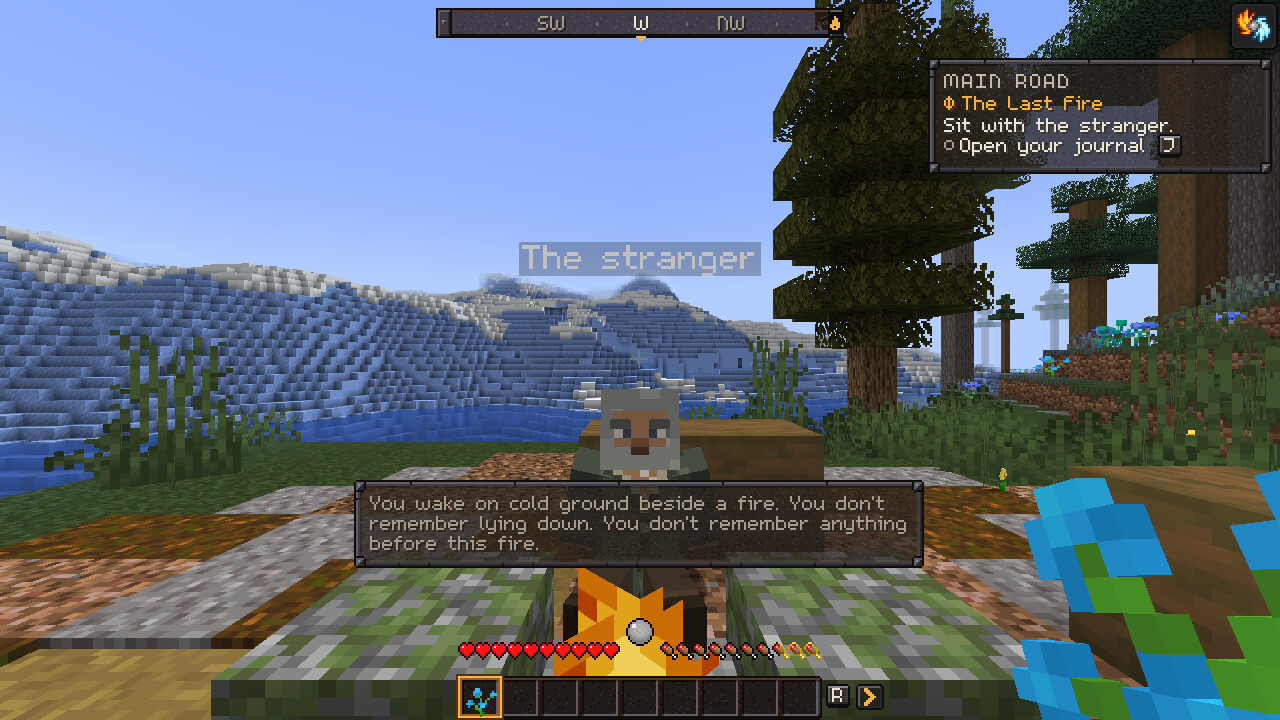 SW W NW
MAIN ROAD
The Last Fire
Sit with the stranger.
Open your journal J
The stranger
You wake on cold ground beside a fire. You don't
remember lying down. You don't remember anything
before this fire.
R